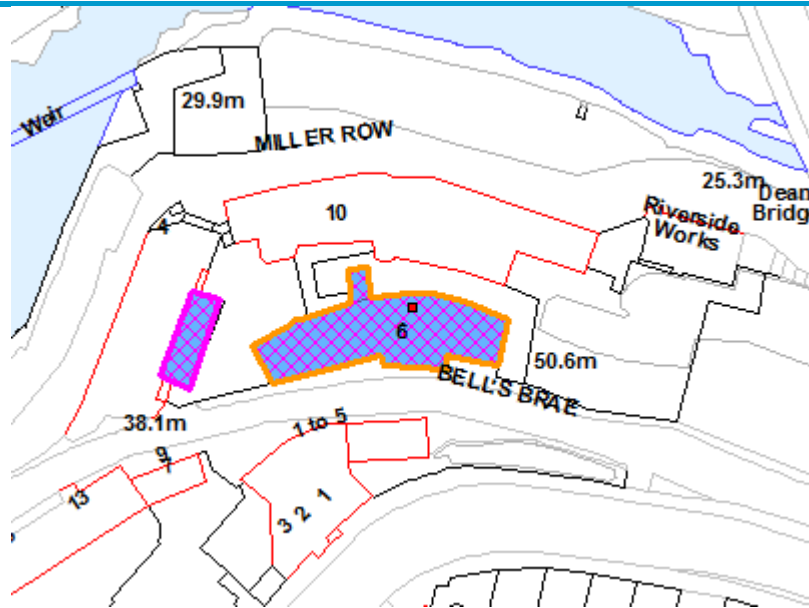 Weir
29.9m
MILLER ROW
25.3m
Dean
Bridg
Riverside
Works
10
4
6
50.6m
BELL'S BRAE
38.1m
1 to 5
9
7
13
3 2 1